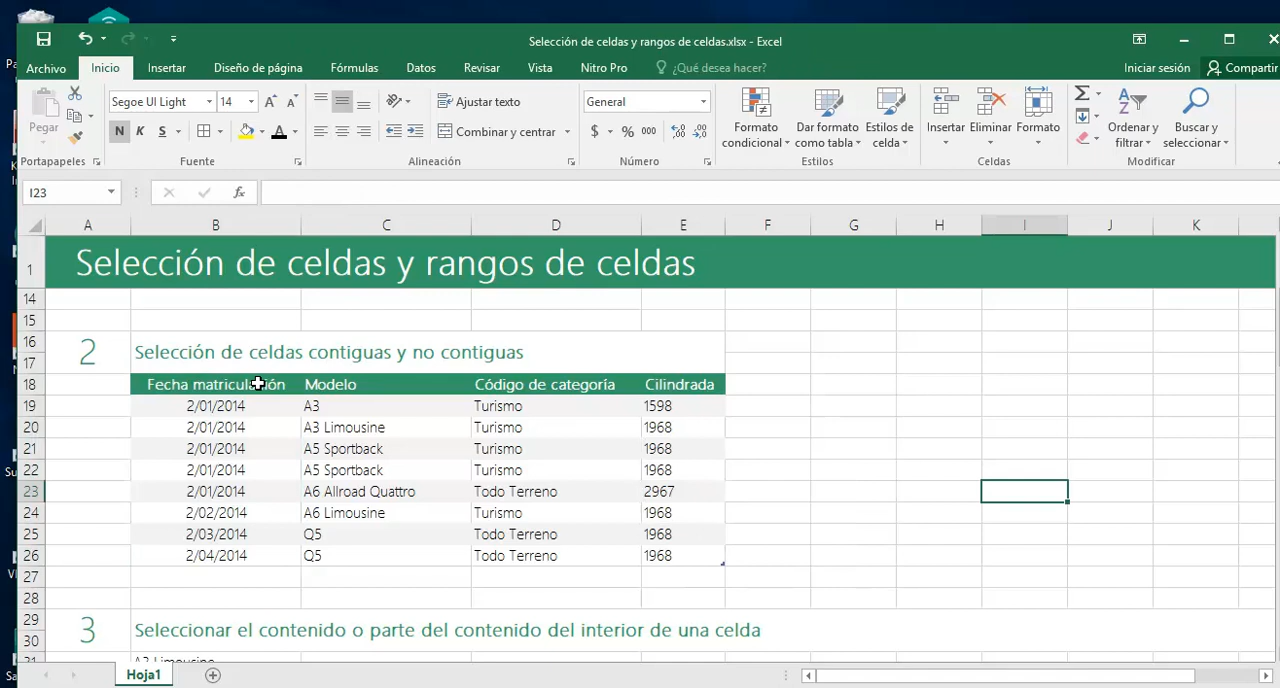 Selección de celdas y rangos de celdas.xlsx - Excel
Archivo Inicio Insertar Diseño de página Fórmulas Datos Revisar Vista Nitro Pro ¿Qué desea hacer? Iniciar sesión Compartir
Segoe UI Light 14 Ajustar texto General
Pegar N K S Combinar y centrar $ % 000
Formato condicional Dar formato como tabla Estilos de celda Insertar Eliminar Formato Ordenar y filtrar Buscar y seleccionar
Portapapeles Fuente Alineación Número Estilos Celdas Modificar
I23 fx
A B C D E F G H I J K
1 Selección de celdas y rangos de celdas
14
15
16
2 Selección de celdas contiguas y no contiguas
17
18 Fecha matriculación Modelo Código de categoría Cilindrada
19 2/01/2014 A3 Turismo 1598
20 2/01/2014 A3 Limousine Turismo 1968
21 2/01/2014 A5 Sportback Turismo 1968
22 2/01/2014 A5 Sportback Turismo 1968
23 2/01/2014 A6 Allroad Quattro Todo Terreno 2967
24 2/02/2014 A6 Limousine Turismo 1968
25 2/03/2014 Q5 Todo Terreno 1968
26 2/04/2014 Q5 Todo Terreno 1968
27
28
29
3 Seleccionar el contenido o parte del contenido del interior de una celda
30
31 A3 Limousine
Hoja1